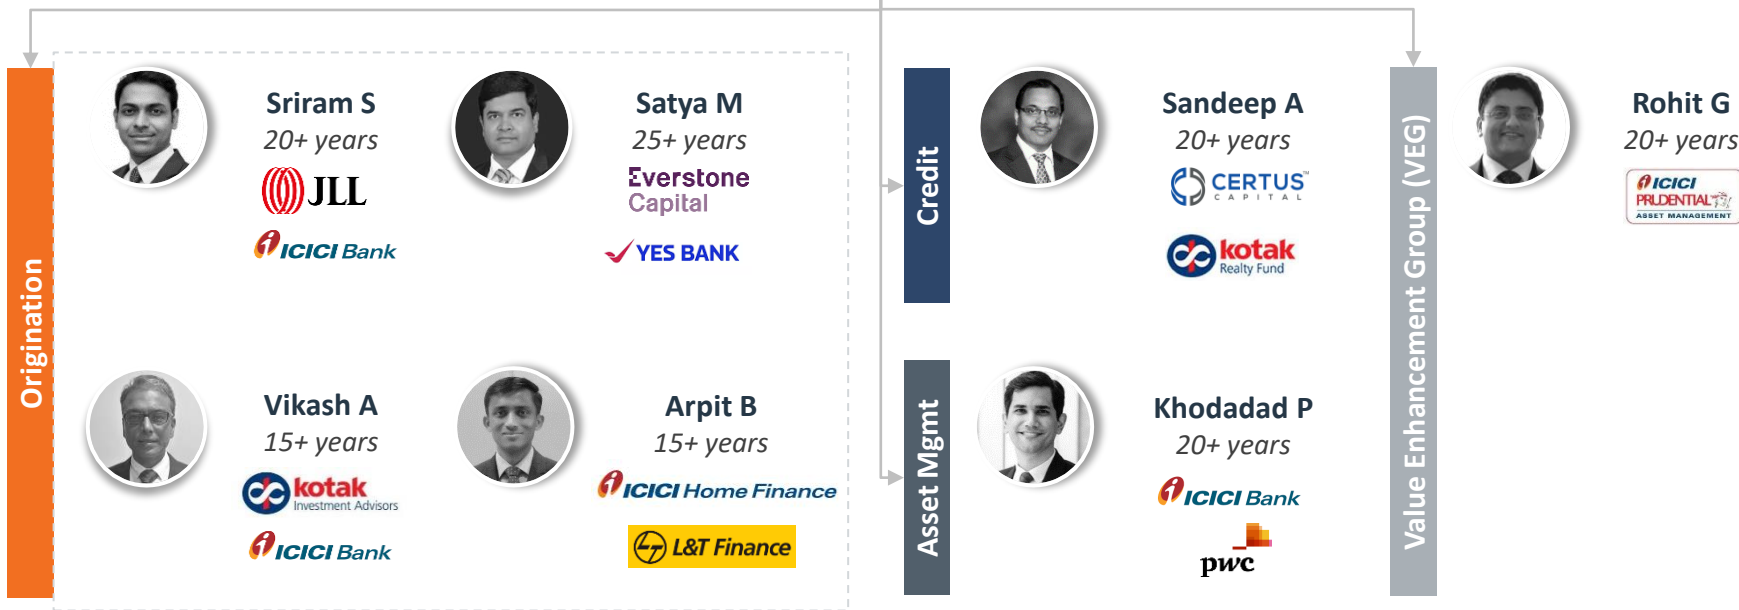 Origination
Sriram S
20+ years
JLL
ICICI Bank
Satya M
25+ years
Everstone
Capital
YES BANK
Vikash A
15+ years
kotak
Investment Advisors
ICICI Bank
Arpit B
15+ years
ICICI Home Finance
L&T Finance
Credit
Sandeep A
20+ years
CERTUS™
CAPITAL
kotak
Realty Fund
Asset Mgmt
Khodadad P
20+ years
ICICI Bank
pwc
Value Enhancement Group (VEG)
Rohit G
20+ years
ICICI
PRUDENTIAL
ASSET MANAGEMENT